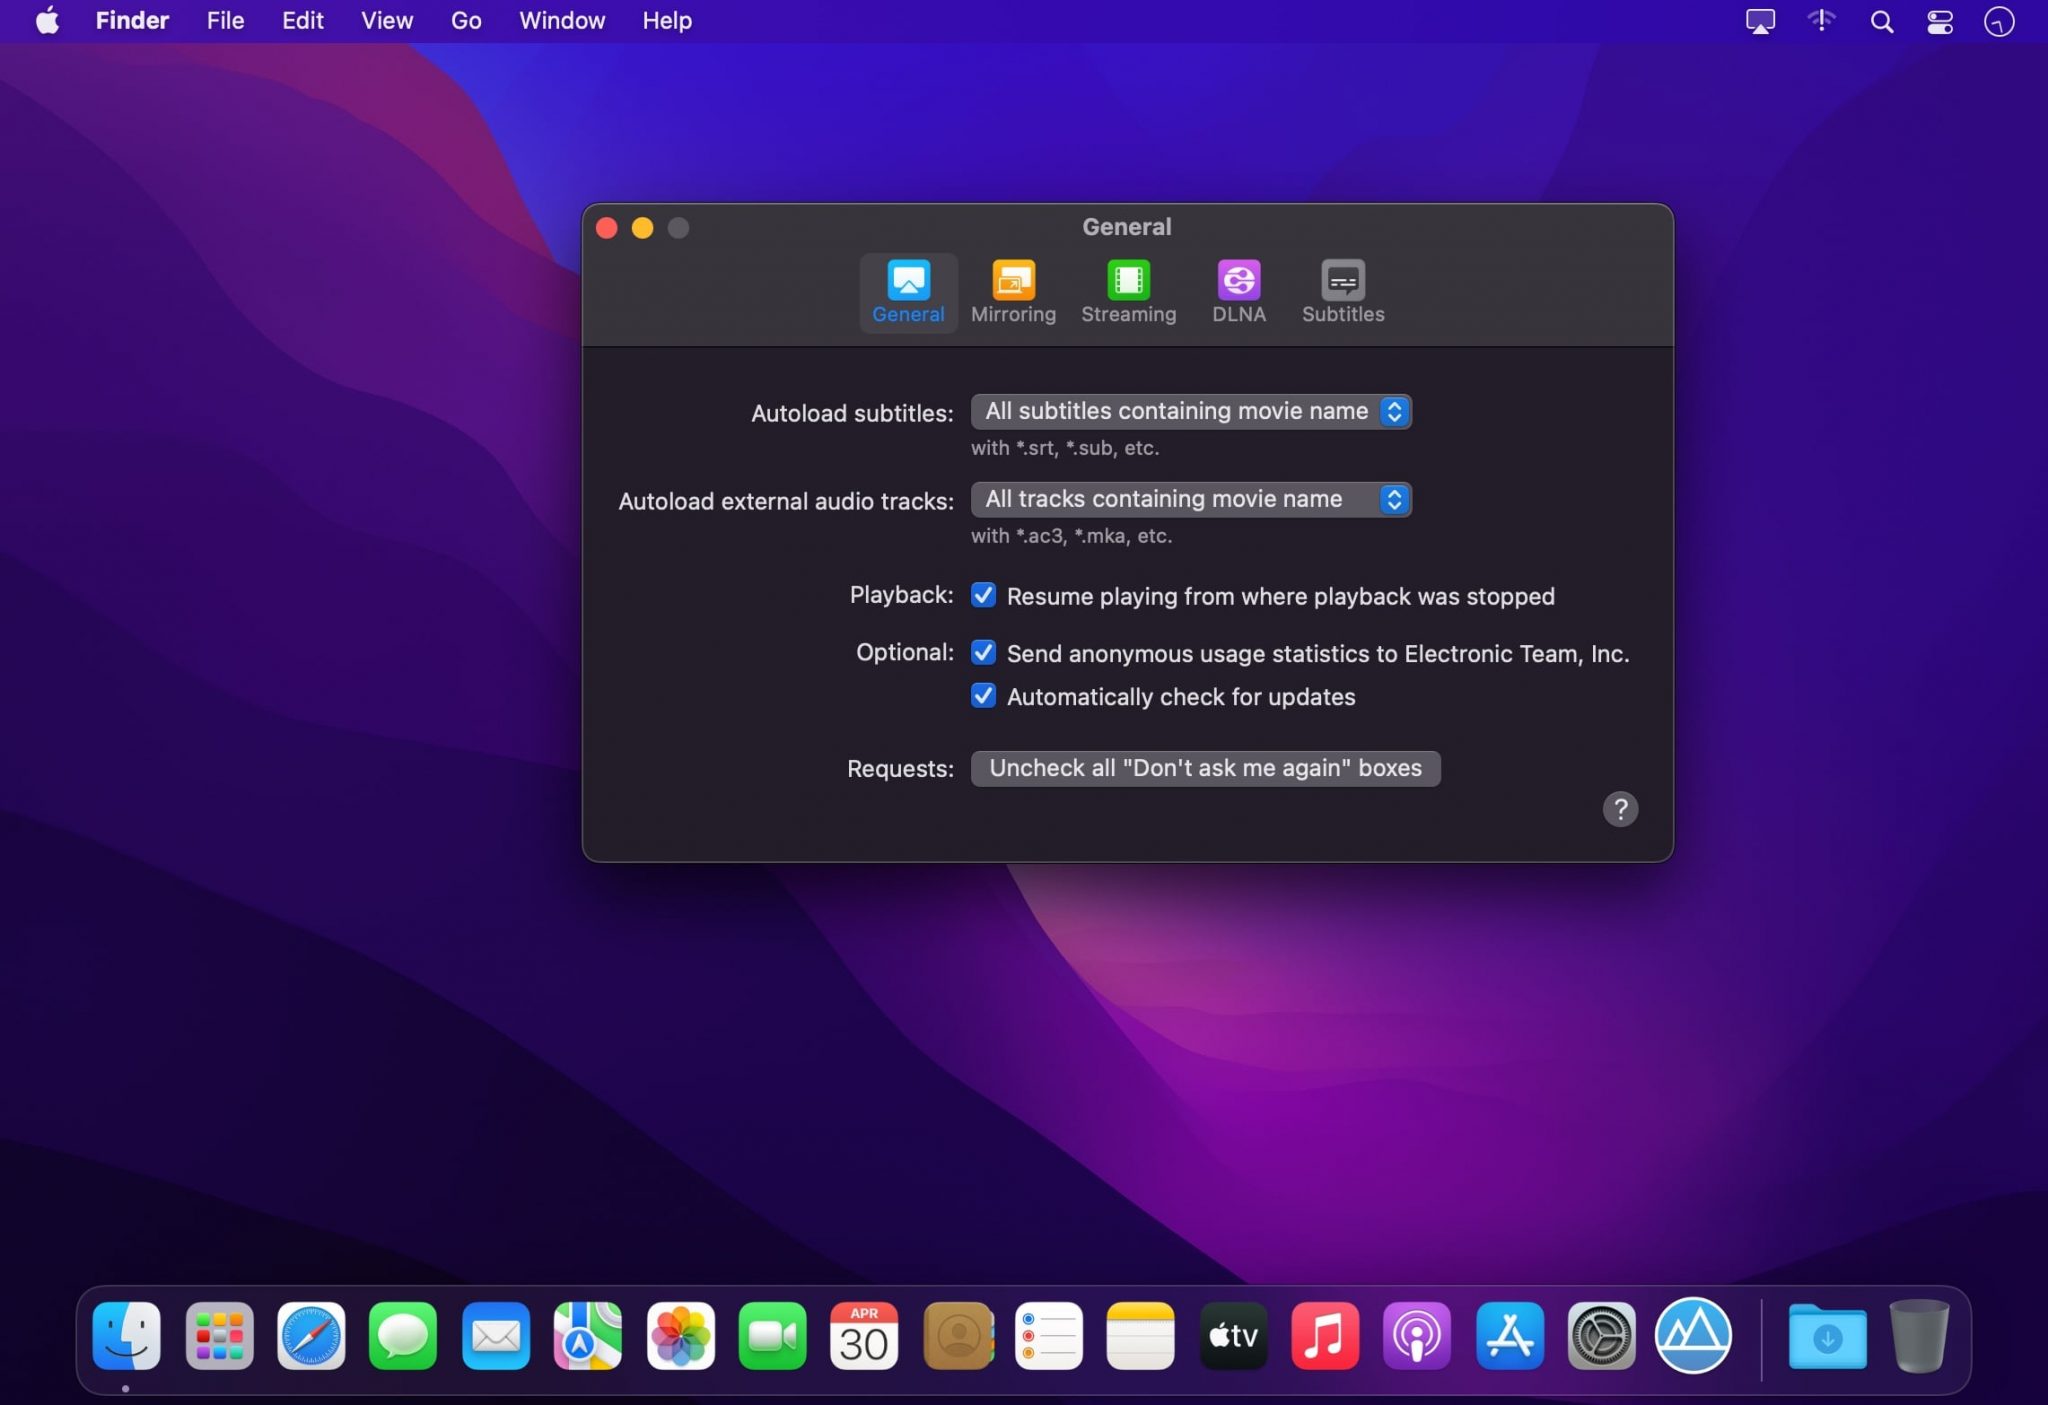 Finder File Edit View Go Window Help
General
General Mirroring Streaming DLNA Subtitles
Autoload subtitles: All subtitles containing movie name
with *.srt, *.sub, etc.
Autoload external audio tracks: All tracks containing movie name
with *.ac3, *.mka, etc.
Playback: Resume playing from where playback was stopped
Optional: Send anonymous usage statistics to Electronic Team, Inc.
Automatically check for updates
Requests: Uncheck all "Don't ask me again" boxes
?
APR
30
tv